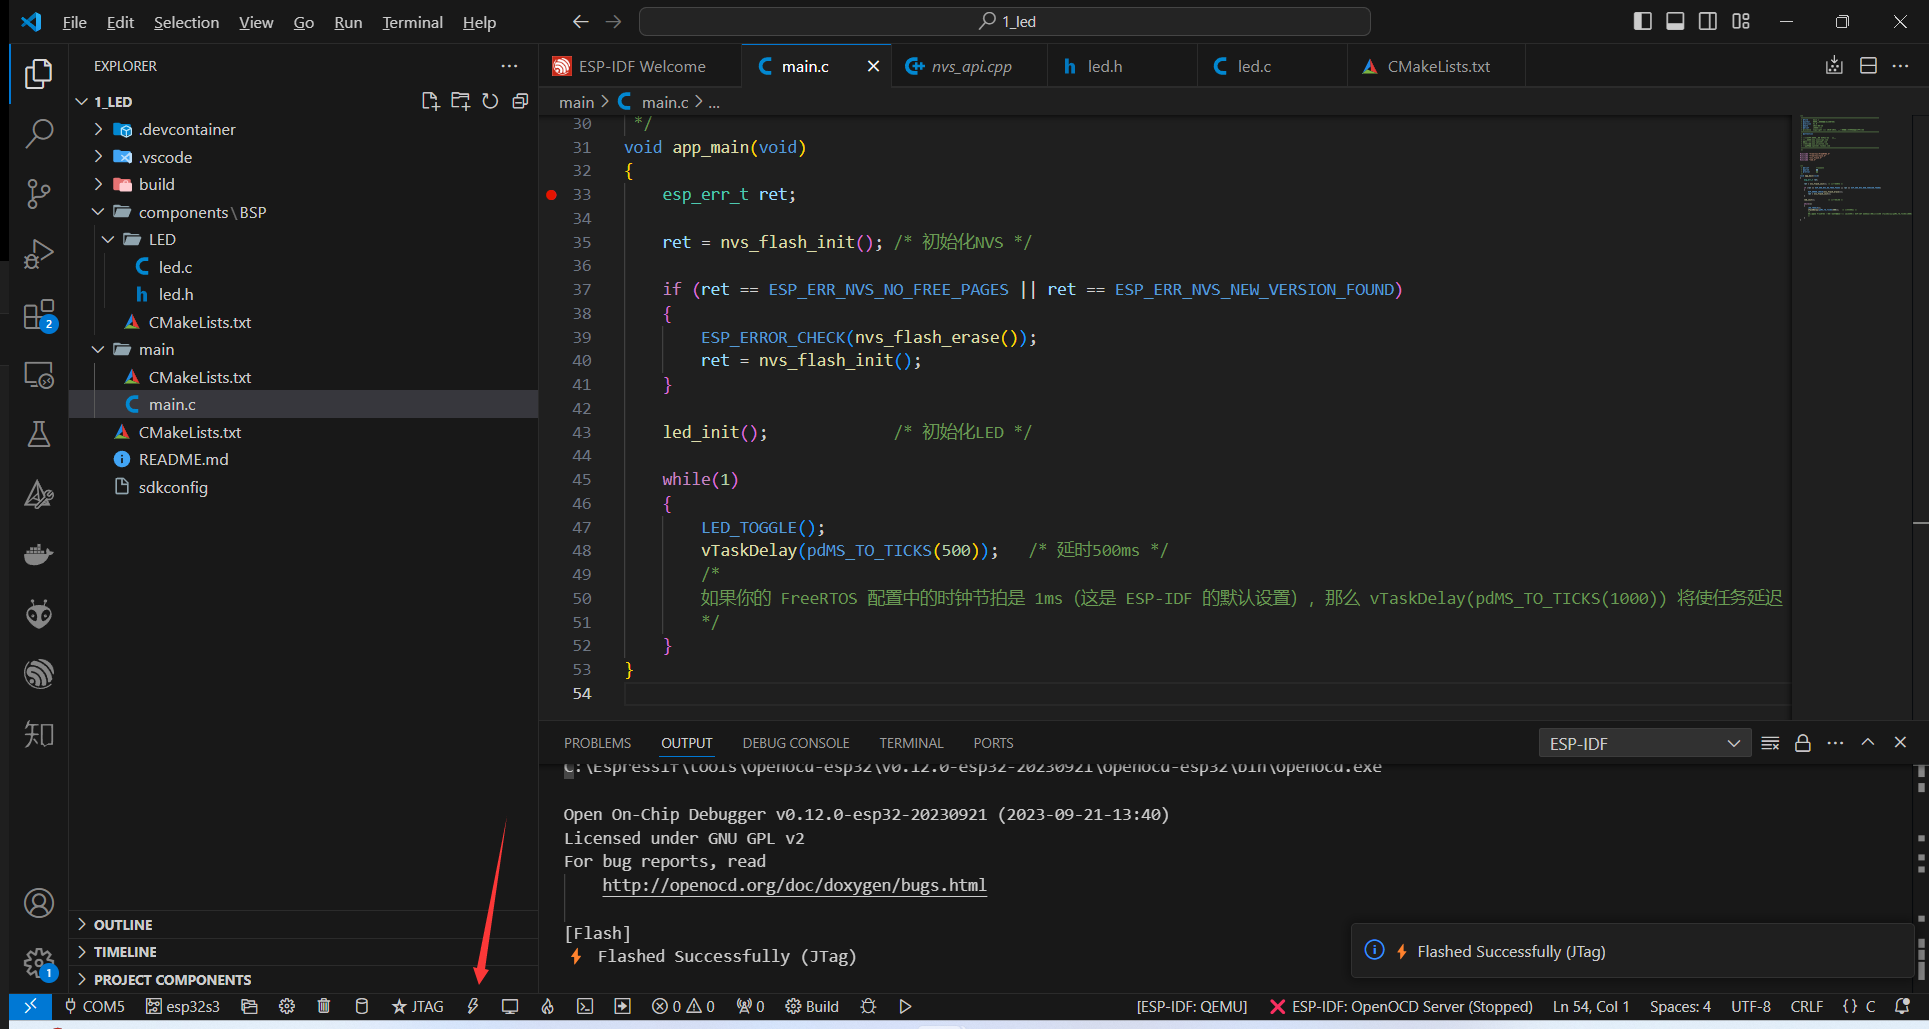 File Edit Selection View Go Run Terminal Help
1_led
EXPLORER
1_LED
.devcontainer
.vscode
build
components\BSP
LED
led.c
led.h
CMakeLists.txt
main
CMakeLists.txt
main.c
CMakeLists.txt
README.md
sdkconfig
2
知
1
OUTLINE
TIMELINE
PROJECT COMPONENTS
ESP-IDF Welcome main.c nvs_api.cpp led.h led.c CMakeLists.txt
main > main.c > ...
30 */
31 void app_main(void)
32 {
33 esp_err_t ret;
34
35 ret = nvs_flash_init(); /* 初始化NVS */
36
37 if (ret == ESP_ERR_NVS_NO_FREE_PAGES || ret == ESP_ERR_NVS_NEW_VERSION_FOUND)
38 {
39 ESP_ERROR_CHECK(nvs_flash_erase());
40 ret = nvs_flash_init();
41 }
42
43 led_init(); /* 初始化LED */
44
45 while(1)
46 {
47 LED_TOGGLE();
48 vTaskDelay(pdMS_TO_TICKS(500)); /* 延时500ms */
49 /*
50 如果你的 FreeRTOS 配置中的时钟节拍是 1ms（这是 ESP-IDF 的默认设置），那么 vTaskDelay(pdMS_TO_TICKS(1000)) 将使任务延迟
51 */
52 }
53 }
54
PROBLEMS OUTPUT DEBUG CONSOLE TERMINAL PORTS
ESP-IDF
C:\Espressif\tools\openocd-esp32\v0.12.0-esp32-20230921\openocd-esp32\bin\openocd.exe
Open On-Chip Debugger v0.12.0-esp32-20230921 (2023-09-21-13:40)
Licensed under GNU GPL v2
For bug reports, read
http://openocd.org/doc/doxygen/bugs.html
[Flash]
Flashed Successfully (JTag)
Flashed Successfully (JTag)
COM5 esp32s3 JTAG 0 0 0 Build [ESP-IDF: QEMU] ESP-IDF: OpenOCD Server (Stopped) Ln 54, Col 1 Spaces: 4 UTF-8 CRLF {} C